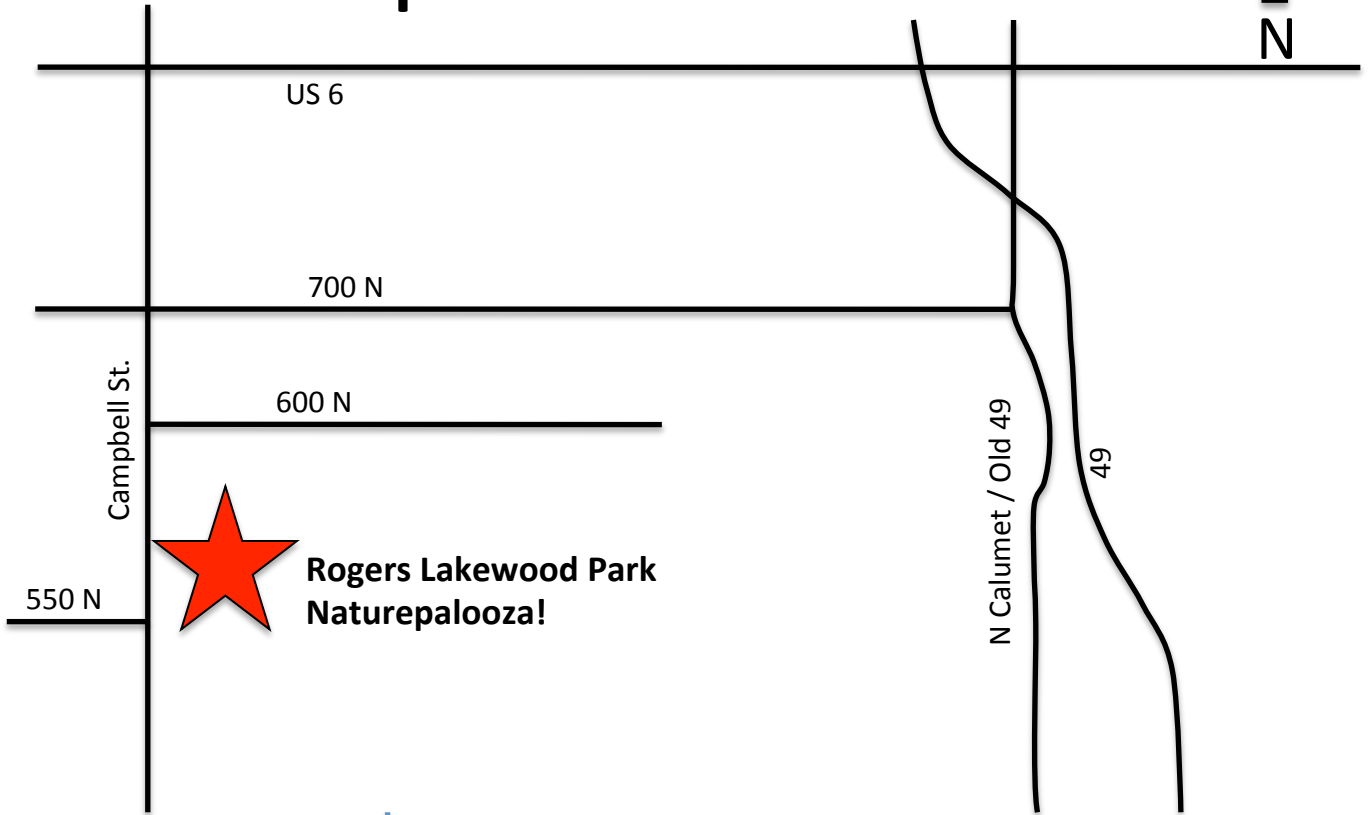 N
US 6
700 N
Campbell St.
600 N
N Calumet / Old 49
49
Rogers Lakewood Park
Naturepalooza!
550 N